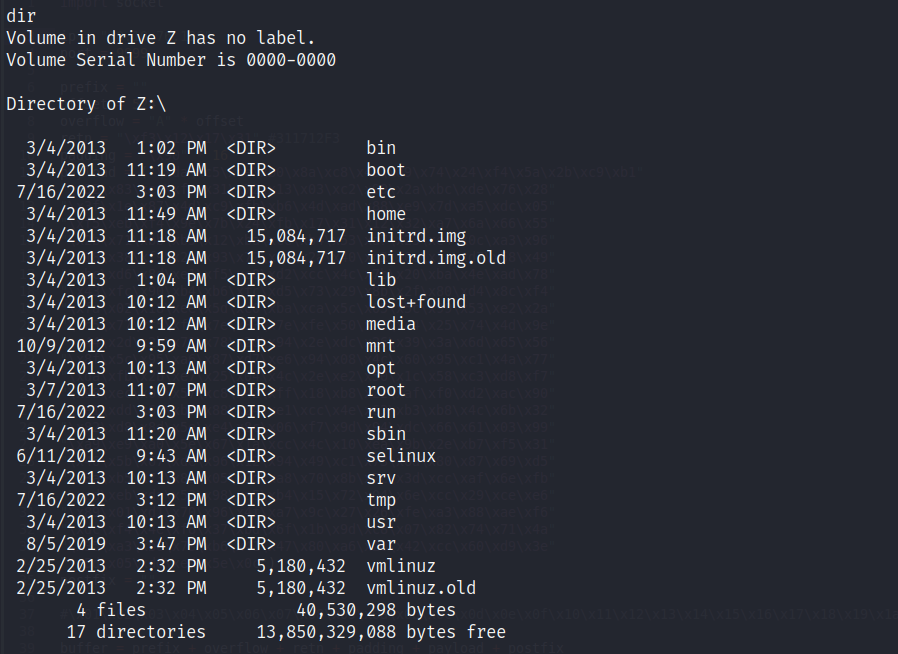 dir
Volume in drive Z has no label.
Volume Serial Number is 0000-0000

Directory of Z:\

  3/4/2013   1:02 PM  <DIR>         bin
  3/4/2013  11:19 AM  <DIR>         boot
 7/16/2022   3:03 PM  <DIR>         etc
  3/4/2013  11:49 AM  <DIR>         home
  3/4/2013  11:18 AM    15,084,717  initrd.img
  3/4/2013  11:18 AM    15,084,717  initrd.img.old
  3/4/2013   1:04 PM  <DIR>         lib
  3/4/2013  10:12 AM  <DIR>         lost+found
  3/4/2013  10:12 AM  <DIR>         media
 10/9/2012   9:59 AM  <DIR>         mnt
  3/4/2013  10:13 AM  <DIR>         opt
  3/7/2013  11:07 PM  <DIR>         root
 7/16/2022   3:03 PM  <DIR>         run
  3/4/2013  11:20 AM  <DIR>         sbin
 6/11/2012   9:43 AM  <DIR>         selinux
  3/4/2013  10:13 AM  <DIR>         srv
 7/16/2022   3:12 PM  <DIR>         tmp
  3/4/2013  10:13 AM  <DIR>         usr
  8/5/2019   3:47 PM  <DIR>         var
 2/25/2013   2:32 PM     5,180,432  vmlinuz
 2/25/2013   2:32 PM     5,180,432  vmlinuz.old
       4 files               40,530,298 bytes
      17 directories     13,850,329,088 bytes free